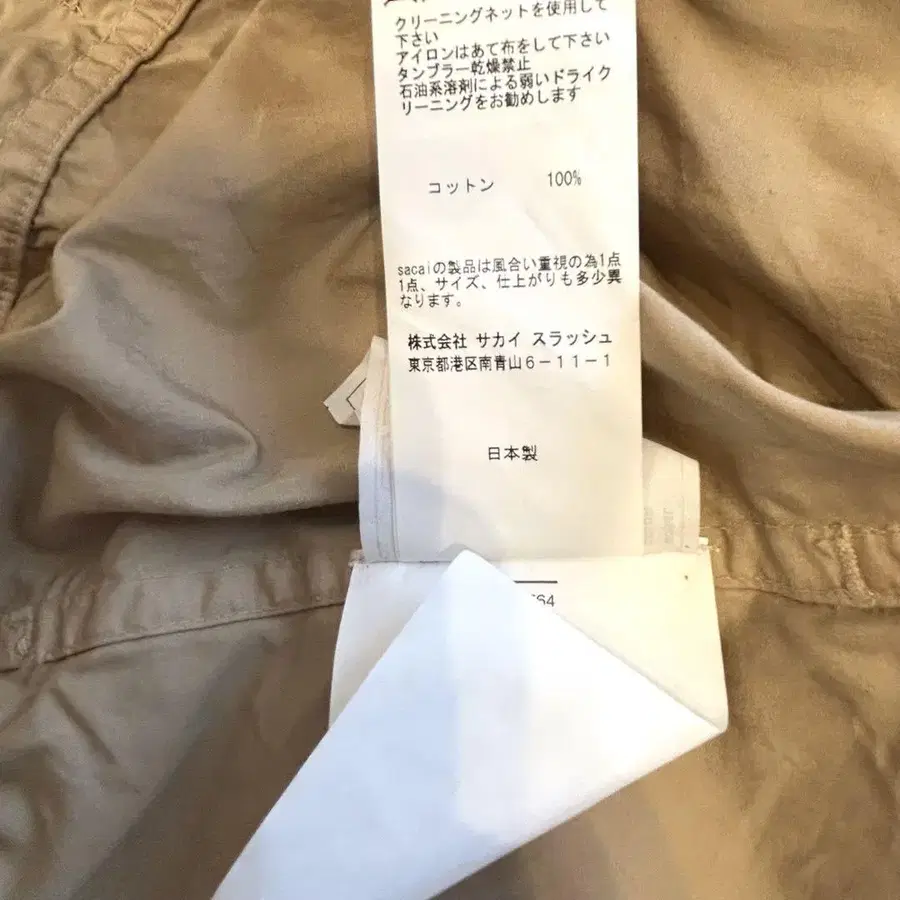 クリーニングネットを使用して
下さい
アイロンはあて布をして下さい
タンブラー乾燥禁止
石油系溶剤による弱いドライク
リーニングをお勧めします
コットン 100%
sacaiの製品は風合い重視の為1点
1点、サイズ、仕上がりも多少異
なります。
株式会社 サカイ スラッシュ
東京都港区南青山6-11-1
日本製
64